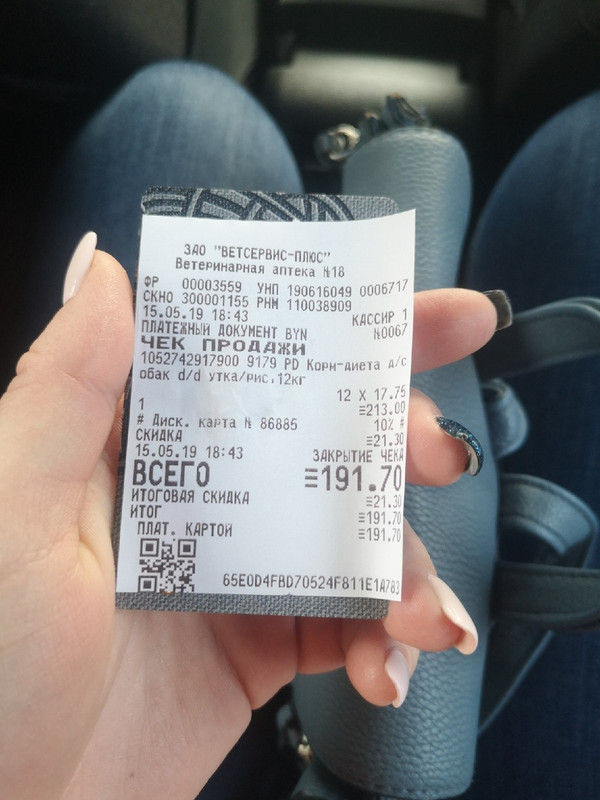 ЗАО "ВЕТСЕРВИС-ПЛЮС"
Ветеринарная аптека №18
ФР 00003559 УНП 190616049 0006717
СКНО 300001155 РНМ 110038909
КАССИР 1
15.05.19 18:43 №0067
ПЛАТЕЖНЫЙ ДОКУМЕНТ BYN
ЧЕК ПРОДАЖИ
1052742917900 9179 PD Корм-диета д/с
обак d/d утка/рис,12кг
12 X 17.75
1 ≡213.00
# Диск. карта № 86885 10% #
СКИДКА ≡21.30
15.05.19 18:43 ЗАКРЫТИЕ ЧЕКА
ВСЕГО ≡191.70
ИТОГОВАЯ СКИДКА ≡21.30
ИТОГ ≡191.70
ПЛАТ. КАРТОЙ ≡191.70
65E0D4FBD70524F811E1A783